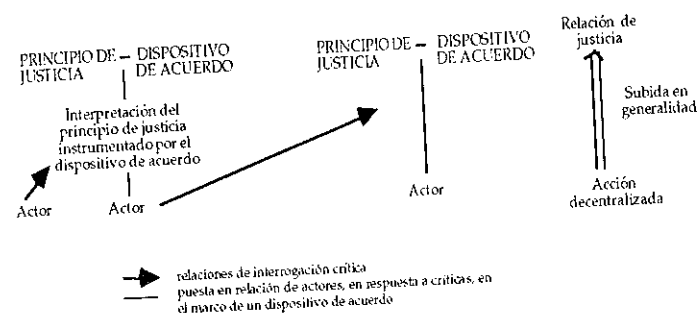 PRINCIPIO DE – DISPOSITIVO
JUSTICIA DE ACUERDO
Interpretación del
principio de justicia
instrumentado por el
dispositivo de acuerdo
Actor
Actor
PRINCIPIO DE – DISPOSITIVO
JUSTICIA DE ACUERDO
Actor
Relación de
justicia
Subida en
generalidad
Acción
decentralizada
relaciones de interrogación crítica
puesta en relación de actores, en respuesta a críticas, en
el marco de un dispositivo de acuerdo